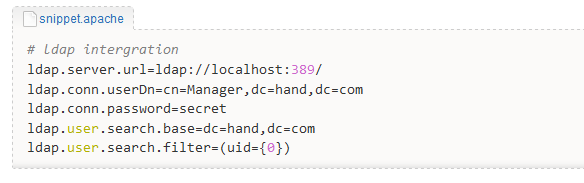 snippet.apache
# ldap intergration
ldap.server.url=ldap://localhost:389/
ldap.conn.userDn=cn=Manager,dc=hand,dc=com
ldap.conn.password=secret
ldap.user.search.base=dc=hand,dc=com
ldap.user.search.filter=(uid={0})